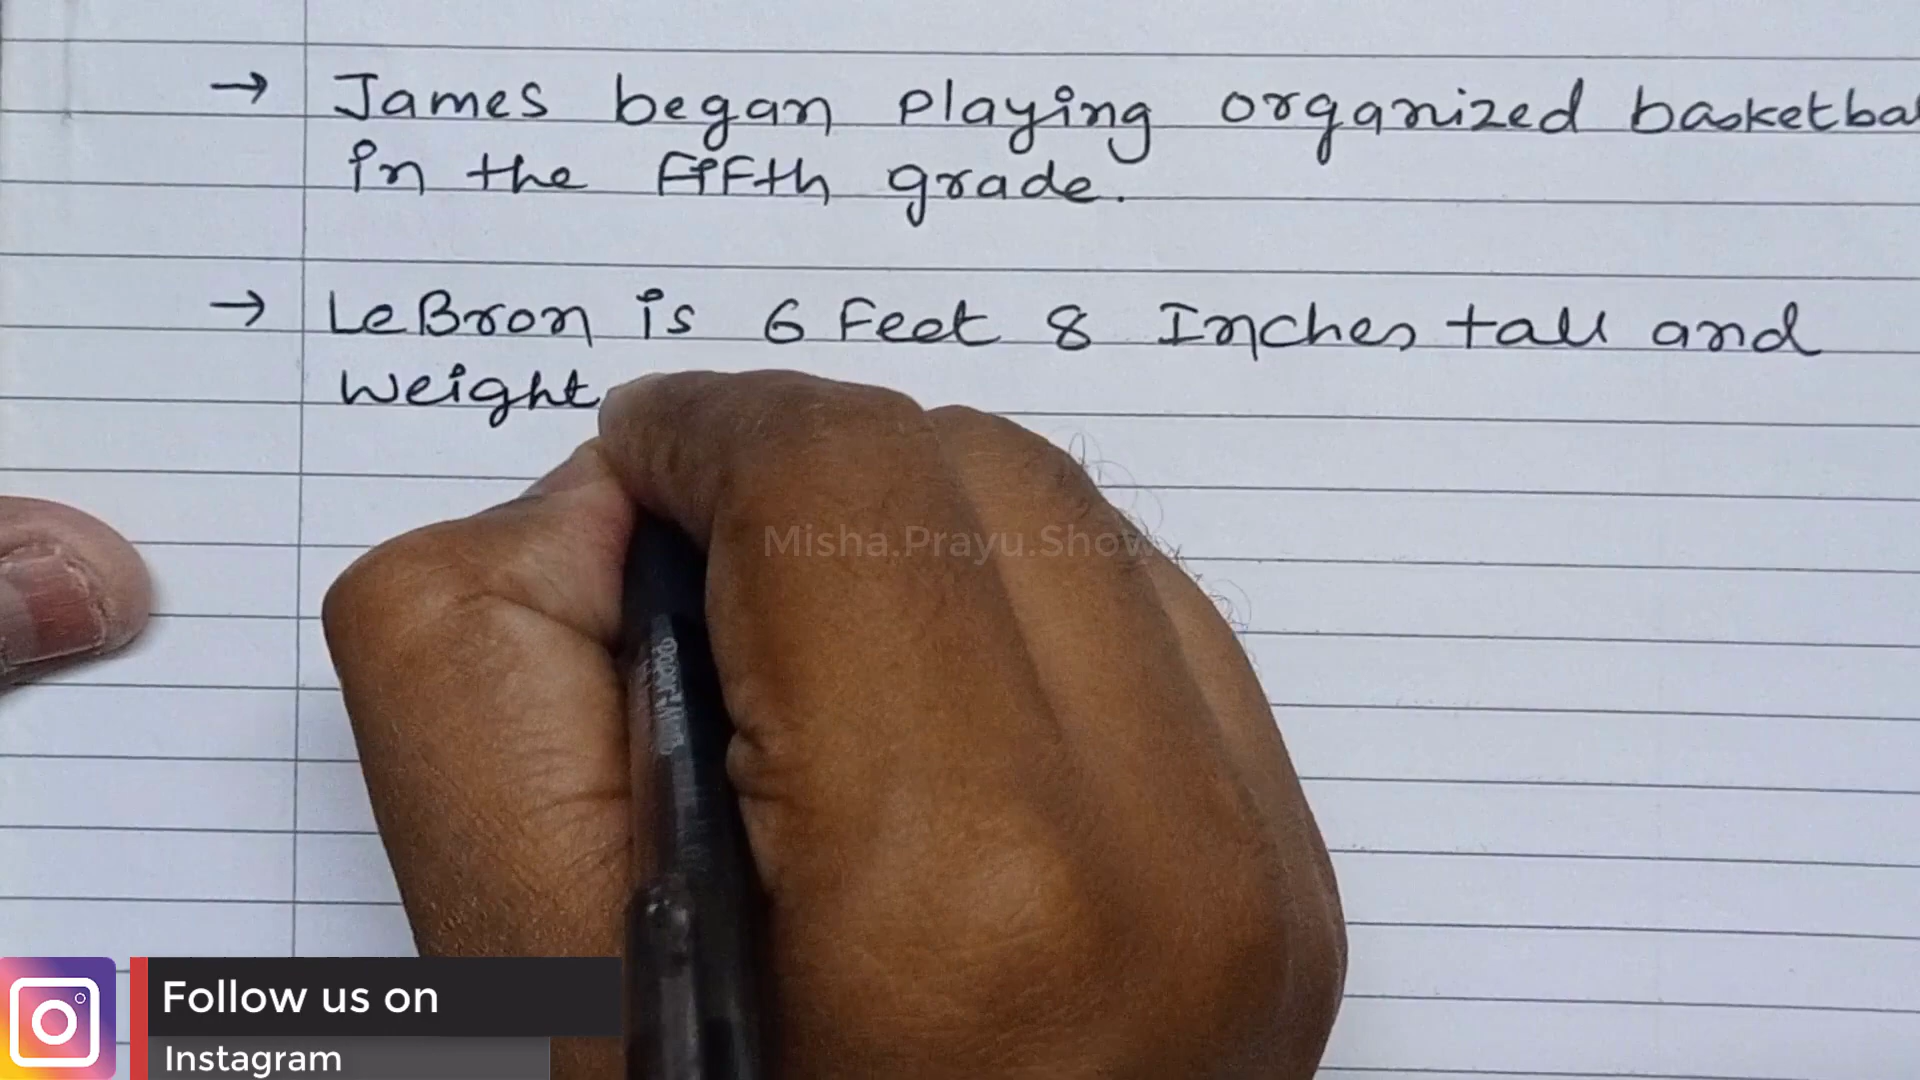 → James began playing organized basketba
in the fifth grade.
→ LeBron is 6 feet 8 Inches tall and
weight
Misha.Prayu.Show
Follow us on
Instagram